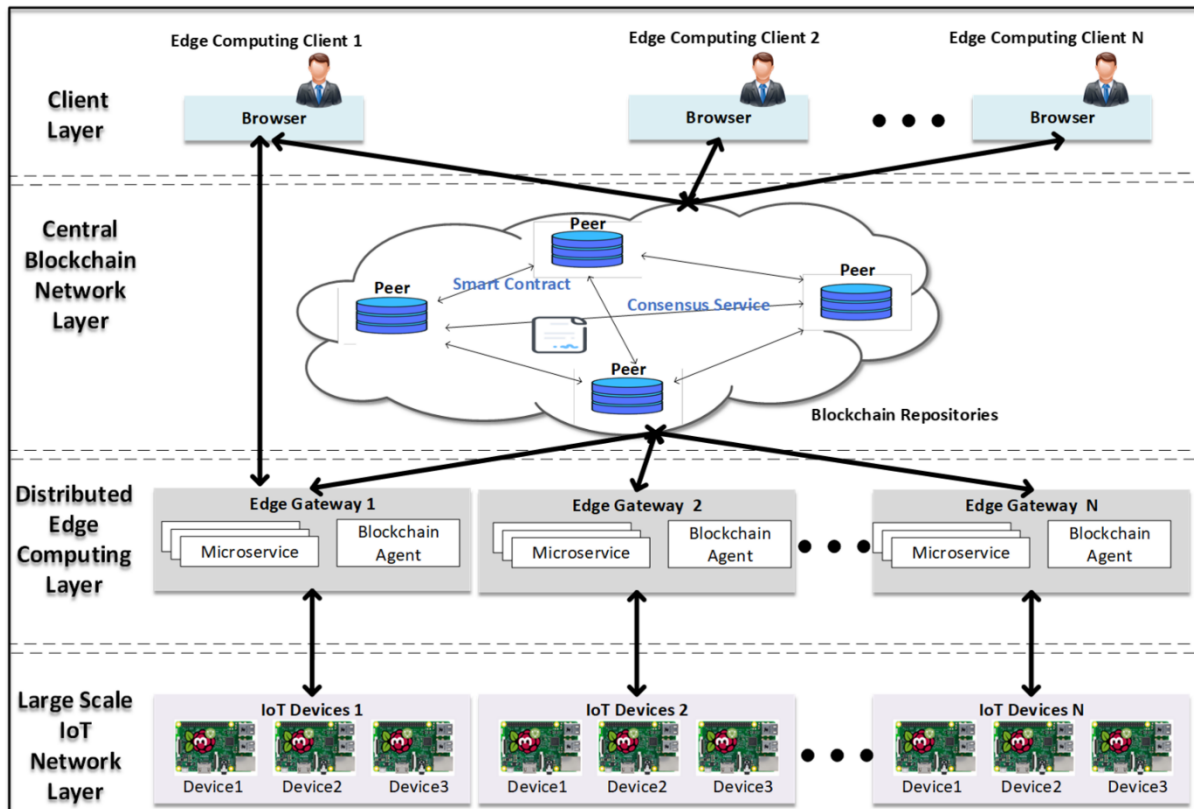 Edge Computing Client 1
Edge Computing Client 2
Edge Computing Client N
Client
Layer
Browser
Browser
Browser
Central
Blockchain
Network
Layer
Peer
Peer
Peer
Smart Contract
Consensus Service
Peer
Blockchain Repositories
Distributed
Edge
Computing
Layer
Edge Gateway 1
Microservice
Blockchain
Agent
Edge Gateway 2
Microservice
Blockchain
Agent
Edge Gateway N
Microservice
Blockchain
Agent
Large Scale
IoT
Network
Layer
IoT Devices 1
Device1
Device2
Device3
IoT Devices 2
Device1
Device2
Device3
IoT Devices N
Device1
Device2
Device3